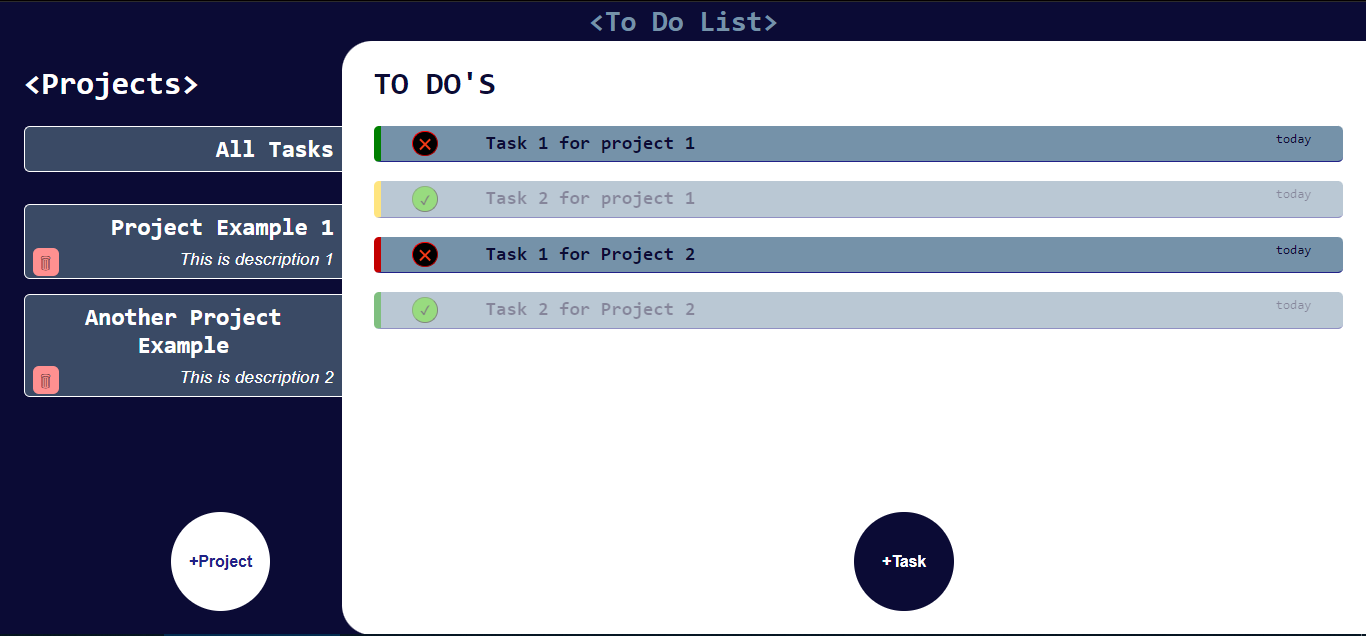 <To Do List>
<Projects>
All Tasks
Project Example 1
This is description 1
Another Project
Example
This is description 2
+Project
TO DO'S
Task 1 for project 1
today
Task 2 for project 1
today
Task 1 for Project 2
today
Task 2 for Project 2
today
+Task